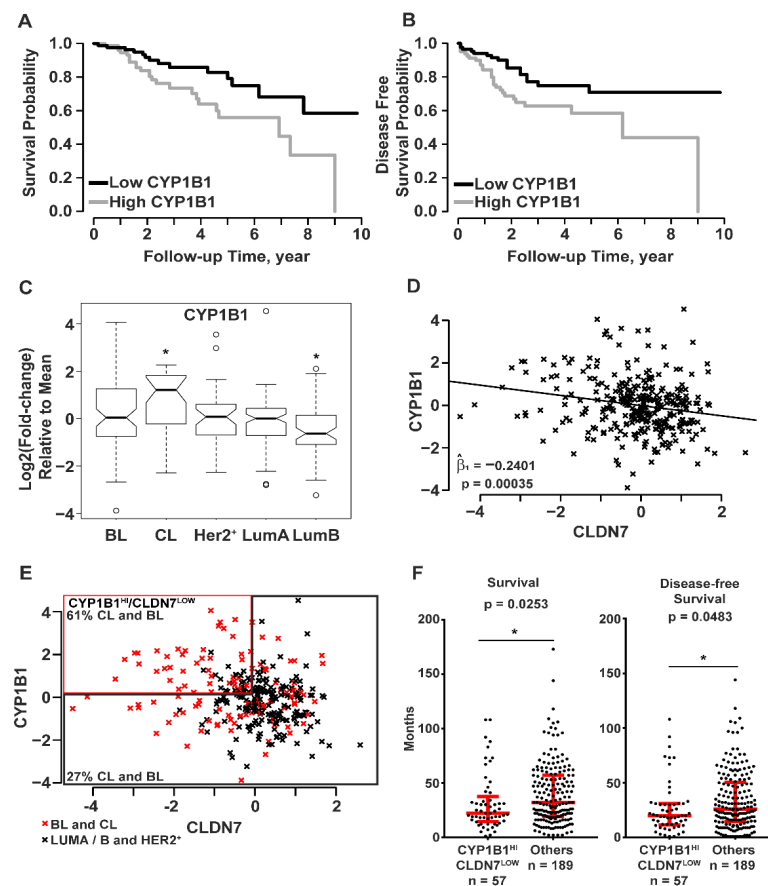 A
1.0
0.8
0.6
0.4
0.2
0.0
Survival Probability
Low CYP1B1
High CYP1B1
0 2 4 6 8 10
Follow-up Time, year
B
1.0
0.8
0.6
0.4
0.2
0.0
Disease Free
Survival Probability
Low CYP1B1
High CYP1B1
0 2 4 6 8 10
Follow-up Time, year
C
CYP1B1
4
2
0
−2
−4
Log2(Fold-change)
Relative to Mean
*
*
BL CL Her2⁺ LumA LumB
D
4
2
0
−2
−4
CYP1B1
β̂₁ = −0.2401
p = 0.00035
−4 −2 0 2
CLDN7
E
CYP1B1ᴴᴵ/CLDN7ᴸᴼᵂ
61% CL and BL
4
2
0
−2
−4
CYP1B1
27% CL and BL
-4 -2 0 2
CLDN7
× BL and CL
× LUMA / B and HER2⁺
F
Survival
p = 0.0253
*
200
150
100
50
0
Months
CYP1B1ᴴᴵ Others
CLDN7ᴸᴼᵂ n = 189
n = 57
Disease-free
Survival
p = 0.0483
*
200
150
100
50
0
CYP1B1ᴴᴵ Others
CLDN7ᴸᴼᵂ n = 189
n = 57